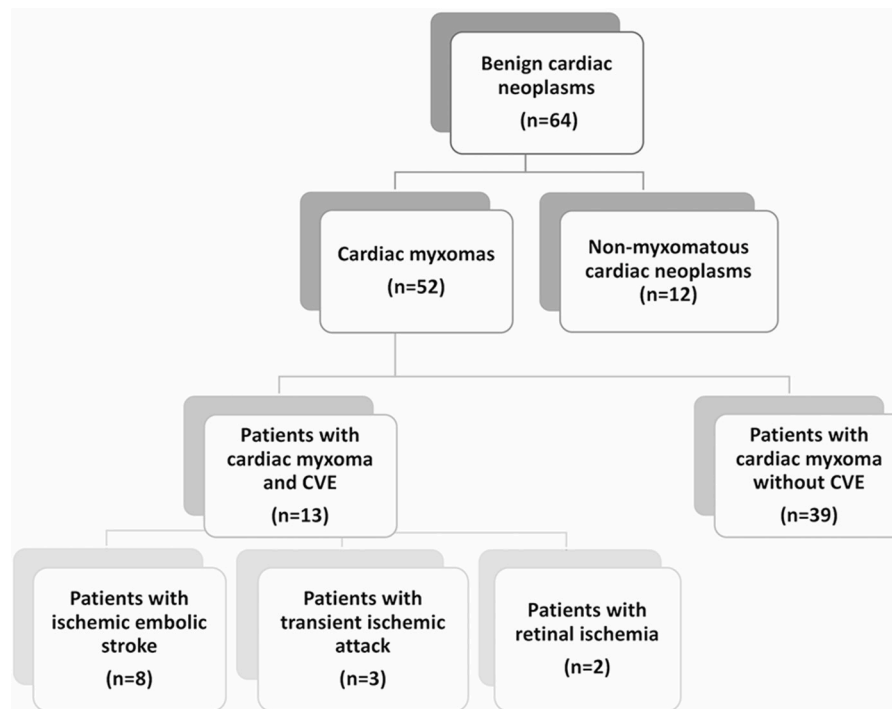 Benign cardiac
neoplasms
(n=64)
Cardiac myxomas
(n=52)
Non-myxomatous
cardiac neoplasms
(n=12)
Patients with
cardiac myxoma
and CVE
(n=13)
Patients with
cardiac myxoma
without CVE
(n=39)
Patients with
ischemic embolic
stroke
(n=8)
Patients with
transient ischemic
attack
(n=3)
Patients with
retinal ischemia
(n=2)